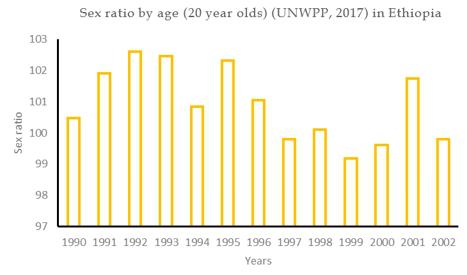 Sex ratio by age (20 year olds) (UNWPP, 2017) in Ethiopia
103
102
101
100
99
98
97
Sex ratio
1990 1991 1992 1993 1994 1995 1996 1997 1998 1999 2000 2001 2002
Years